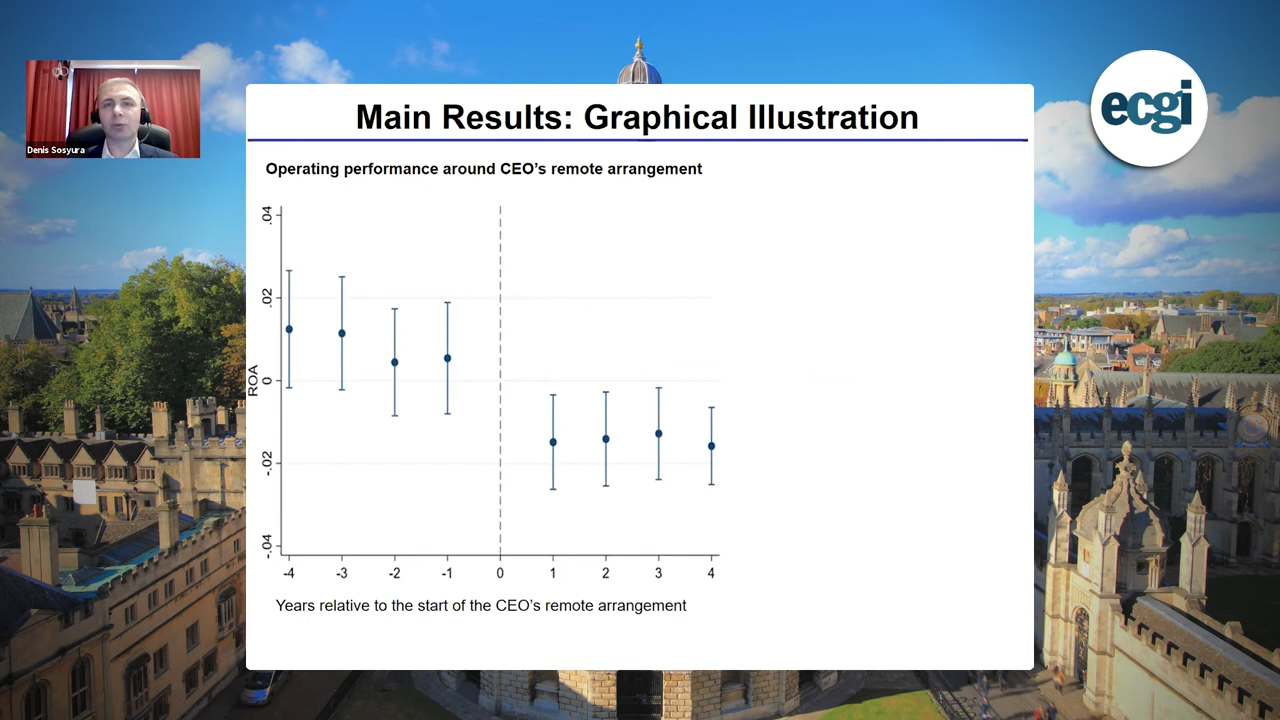 Main Results: Graphical Illustration
ecgi
Denis Sosyura
Operating performance around CEO's remote arrangement
ROA
.04
.02
0
-.02
-.04
-4 -3 -2 -1 0 1 2 3 4
Years relative to the start of the CEO's remote arrangement